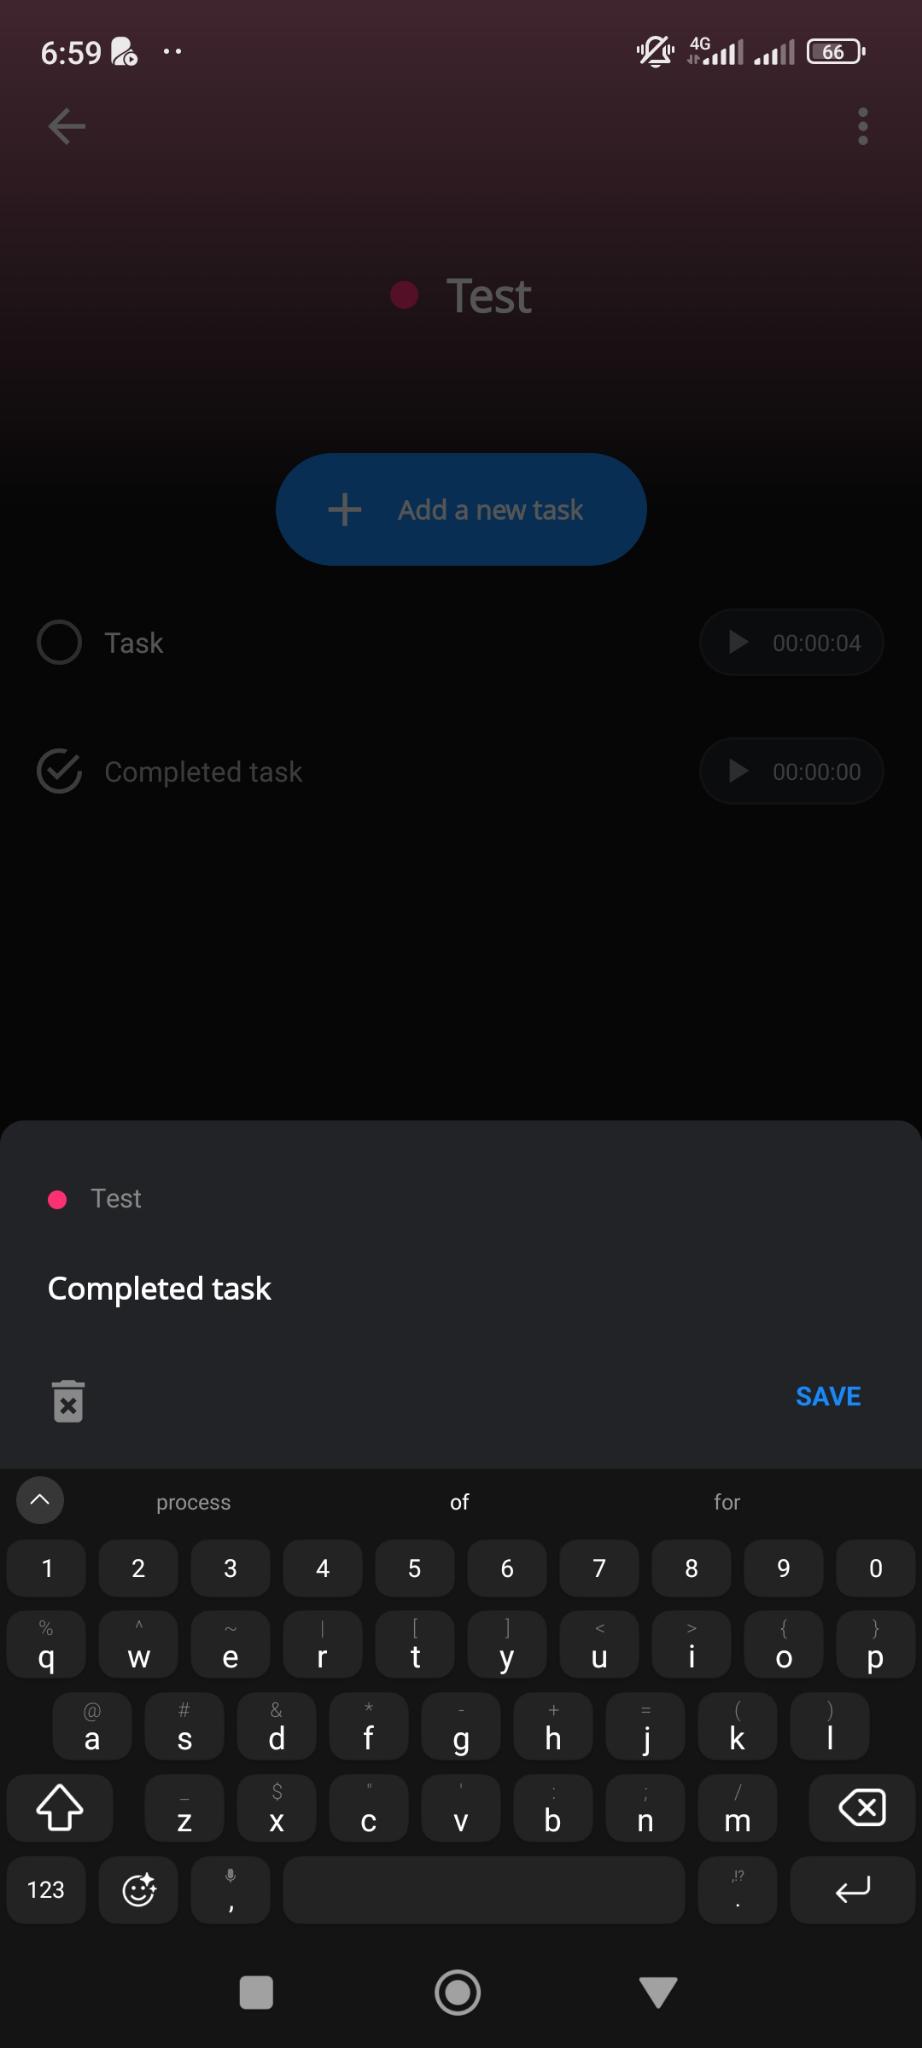 6:59
4G
66
Test
+ Add a new task
Task 00:00:04
Completed task 00:00:00
Test
Completed task
SAVE
process of for
1 2 3 4 5 6 7 8 9 0
% ^ ~ | [ ] < > { }
q w e r t y u i o p
@ # & * - + = ( )
a s d f g h j k l
_ $ " ' : ; /
z x c v b n m
,!?
123 , .